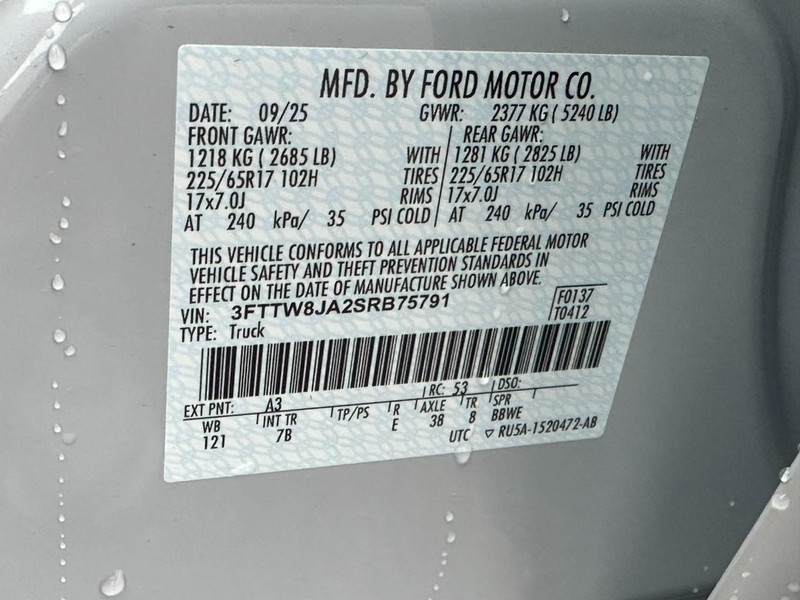 MFD. BY FORD MOTOR CO.
DATE: 09/25 GVWR: 2377 KG ( 5240 LB)
FRONT GAWR: REAR GAWR:
1218 KG ( 2685 LB) WITH 1281 KG ( 2825 LB) WITH
225/65R17 102H TIRES 225/65R17 102H TIRES
17x7.0J RIMS 17x7.0J RIMS
AT 240 kPa/ 35 PSI COLD AT 240 kPa/ 35 PSI COLD
THIS VEHICLE CONFORMS TO ALL APPLICABLE FEDERAL MOTOR
VEHICLE SAFETY AND THEFT PREVENTION STANDARDS IN
EFFECT ON THE DATE OF MANUFACTURE SHOWN ABOVE.
VIN: 3FTTW8JA2SRB75791 F0137
TYPE: Truck T0412
EXT PNT: A3 RC: 53 DSO:
WB INT TR TP/PS R AXLE TR SPR
121 7B E 38 8 BBWE
UTC ▽ RU5A-1520472-AB